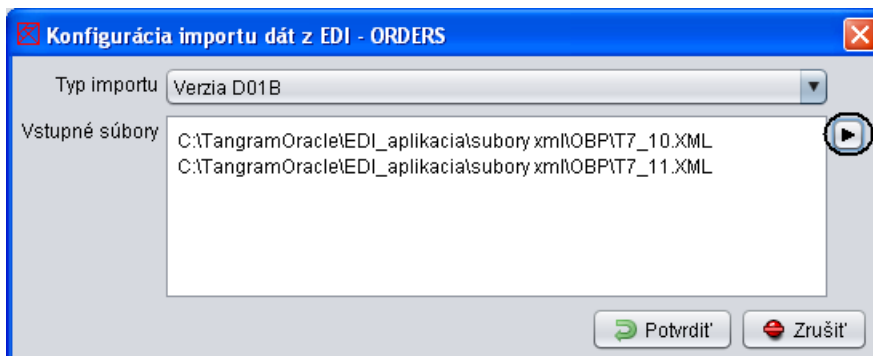 Konfigurácia importu dát z EDI - ORDERS
Typ importu Verzia D01B
Vstupné súbory
C:\TangramOracle\EDI_aplikacia\subory xml\OBP\T7_10.XML
C:\TangramOracle\EDI_aplikacia\subory xml\OBP\T7_11.XML
Potvrdiť Zrušiť